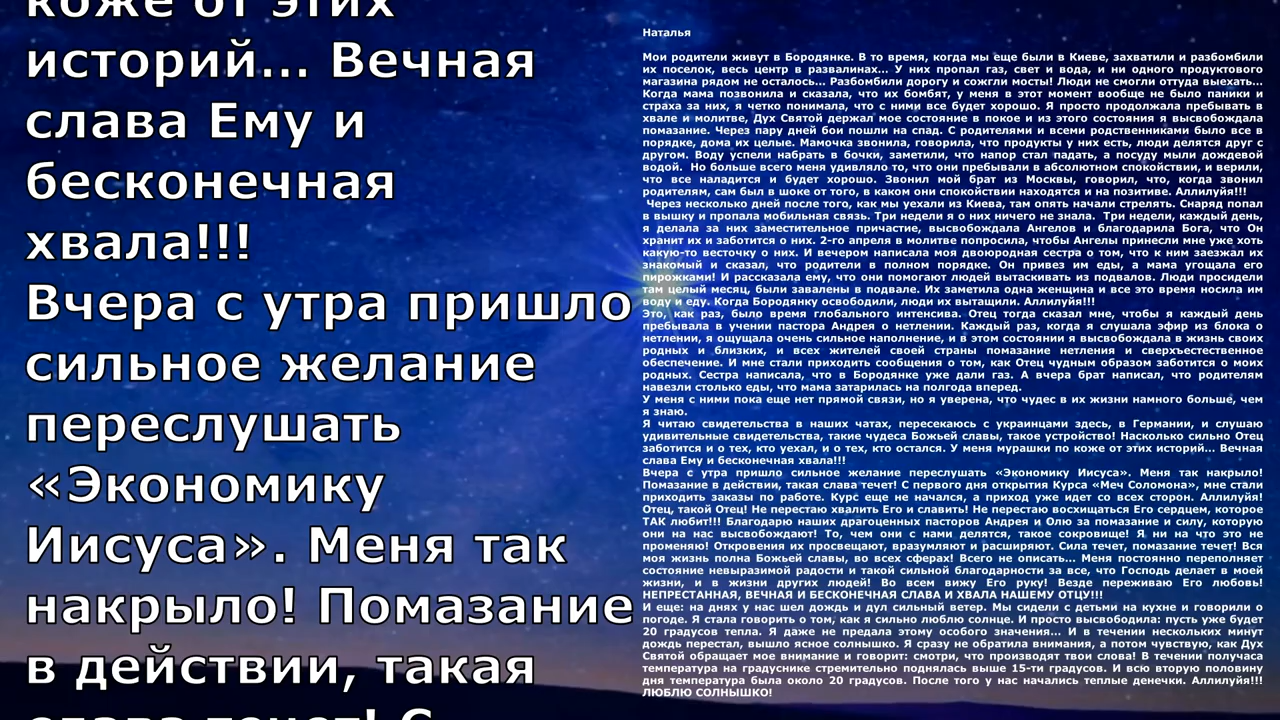 коже от этих
историй... Вечная
слава Ему и
бесконечная
хвала!!!
Вчера с утра пришло
сильное желание
переслушать
«Экономику
Иисуса». Меня так
накрыло! Помазание
в действии, такая
слава течет! С
Наталья
Мои родители живут в Бородянке. В то время, когда мы еще были в Киеве, захватили и разбомбили
их поселок, весь центр в развалинах... У них пропал газ, свет и вода, и ни одного продуктового
магазина рядом не осталось... Разбомбили дорогу и сожгли мосты! Люди не смогли оттуда выехать...
Когда мама позвонила и сказала, что их бомбят, у меня в этот момент вообще не было паники и
страха за них, я четко понимала, что с ними все будет хорошо. Я просто продолжала пребывать в
хвале и молитве, Дух Святой держал мое состояние в покое и из этого состояния я высвобождала
помазание. Через пару дней бои пошли на спад. С родителями и всеми родственниками было все в
порядке, дома их целые. Мамочка звонила, говорила, что продукты у них есть, люди делятся друг с
другом. Воду успели набрать в бочки, заметили, что напор стал падать, а посуду мыли дождевой
водой. Но больше всего меня удивляло то, что они пребывали в абсолютном спокойствии, и верили,
что все наладится и будет хорошо. Звонил мой брат из Москвы, говорил, что, когда звонил
родителям, сам был в шоке от того, в каком они спокойствии находятся и на позитиве. Аллилуйя!!!
Через несколько дней после того, как мы уехали из Киева, там опять начали стрелять. Снаряд попал
в вышку и пропала мобильная связь. Три недели я о них ничего не знала. Три недели, каждый день,
я делала за них заместительное причастие, высвобождала Ангелов и благодарила Бога, что Он
хранит их и заботится о них. 2-го апреля в молитве попросила, чтобы Ангелы принесли мне уже хоть
какую-то весточку о них. И вечером написала моя двоюродная сестра о том, что к ним заезжал их
знакомый и сказал, что родители в полном порядке. Он привез им еды, а мама угощала его
пирожками! И рассказала ему, что они помогают людей вытаскивать из подвалов. Люди просидели
там целый месяц, были завалены в подвале. Их заметила одна женщина и все это время носила им
воду и еду. Когда Бородянку освободили, люди их вытащили. Аллилуйя!!!
Это, как раз, было время глобального интенсива. Отец тогда сказал мне, чтобы я каждый день
пребывала в учении пастора Андрея о нетлении. Каждый раз, когда я слушала эфир из блока о
нетлении, я ощущала очень сильное наполнение, и в этом состоянии я высвобождала в жизнь своих
родных и близких, и всех жителей своей страны помазание нетления и сверхъестественное
обеспечение. И мне стали приходить сообщения о том, как Отец чудным образом заботится о моих
родных. Сестра написала, что в Бородянке уже дали газ. А вчера брат написал, что родителям
навезли столько еды, что мама затарилась на полгода вперед.
У меня с ними пока еще нет прямой связи, но я уверена, что чудес в их жизни намного больше, чем
я знаю.
Я читаю свидетельства в наших чатах, пересекаюсь с украинцами здесь, в Германии, и слушаю
удивительные свидетельства, такие чудеса Божьей славы, такое устройство! Насколько сильно Отец
заботится и о тех, кто уехал, и о тех, кто остался. У меня мурашки по коже от этих историй... Вечная
слава Ему и бесконечная хвала!!!
Вчера с утра пришло сильное желание переслушать «Экономику Иисуса». Меня так накрыло!
Помазание в действии, такая слава течет! С первого дня открытия Курса «Меч Соломона», мне стали
приходить заказы по работе. Курс еще не начался, а приход уже идет со всех сторон. Аллилуйя!
Отец, такой Отец! Не перестаю хвалить Его и славить! Не перестаю восхищаться Его сердцем, которое
ТАК любит!!! Благодарю наших драгоценных пасторов Андрея и Олю за помазание и силу, которую
они на нас высвобождают! То, чем они с нами делятся, такое сокровище! Я ни на что это не
променяю! Откровения их просвещают, вразумляют и расширяют. Сила течет, помазание течет! Вся
моя жизнь полна Божьей славы, во всех сферах! Всего не описать... Меня постоянно переполняет
состояние невыразимой радости и такой сильной благодарности за все, что Господь делает в моей
жизни, и в жизни других людей! Во всем вижу Его руку! Везде переживаю Его любовь!
НЕПРЕСТАННАЯ, ВЕЧНАЯ И БЕСКОНЕЧНАЯ СЛАВА И ХВАЛА НАШЕМУ ОТЦУ!!!
И еще: на днях у нас шел дождь и дул сильный ветер. Мы сидели с детьми на кухне и говорили о
погоде. Я стала говорить о том, как я сильно люблю солнце. И просто высвободила: пусть уже будет
20 градусов тепла. Я даже не предала этому особого значения... И в течении нескольких минут
дождь перестал, вышло ясное солнышко. Я сразу не обратила внимания, а потом чувствую, как Дух
Святой обращает мое внимание и говорит: смотри, что производят твои слова! В течении получаса
температура на градуснике стремительно поднялась выше 15-ти градусов. И всю вторую половину
дня температура была около 20 градусов. После того у нас начались теплые денечки. Аллилуйя!!!
ЛЮБЛЮ СОЛНЫШКО!